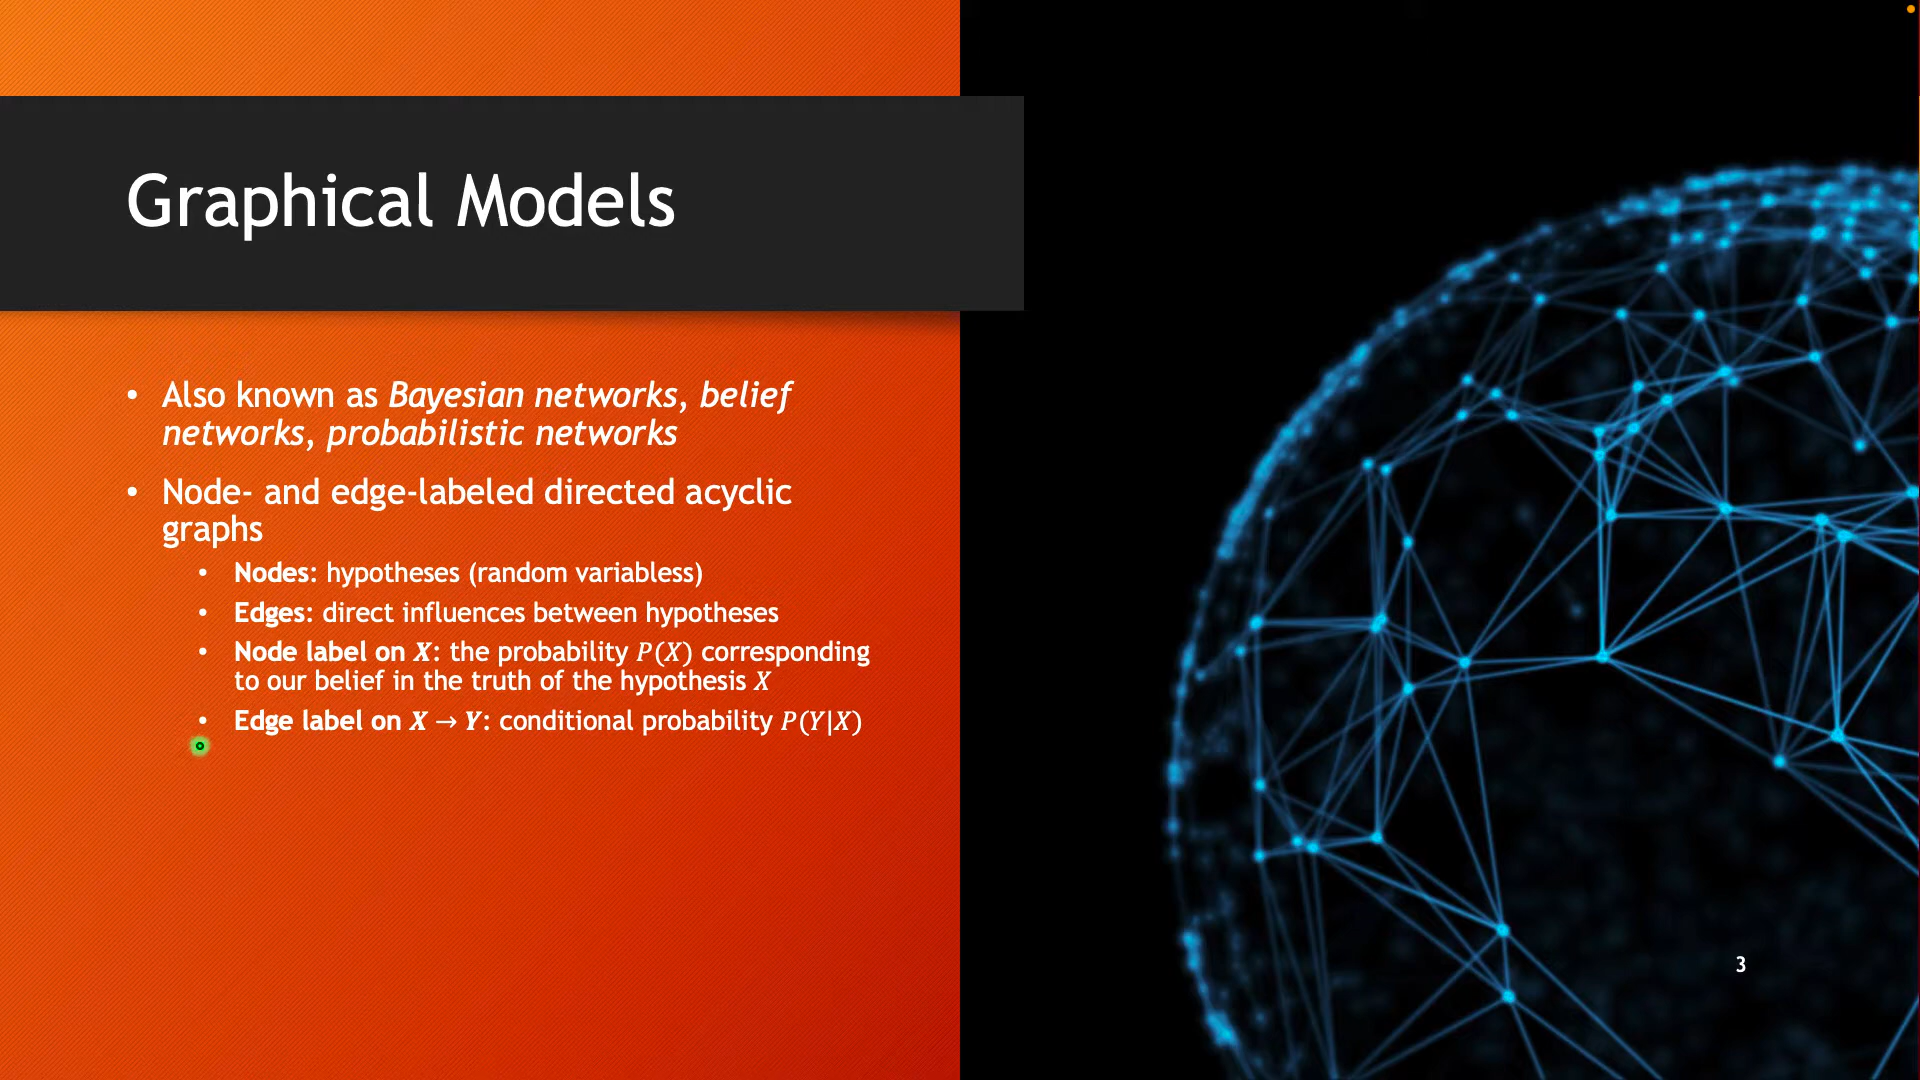 Graphical Models
• Also known as Bayesian networks, belief
networks, probabilistic networks
• Node- and edge-labeled directed acyclic
graphs
• Nodes: hypotheses (random variabless)
• Edges: direct influences between hypotheses
• Node label on X: the probability P(X) corresponding
to our belief in the truth of the hypothesis X
• Edge label on X → Y: conditional probability P(Y|X)
3